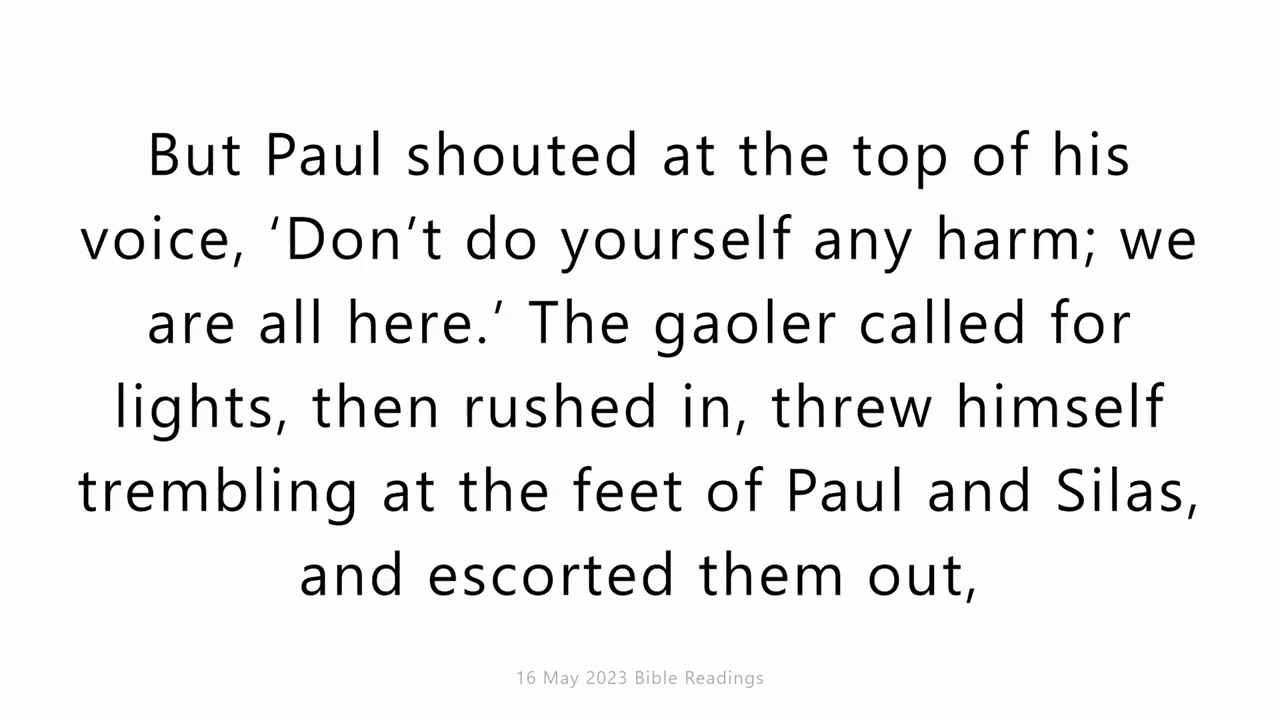 But Paul shouted at the top of his
voice, ‘Don’t do yourself any harm; we
are all here.’ The gaoler called for
lights, then rushed in, threw himself
trembling at the feet of Paul and Silas,
and escorted them out,
16 May 2023 Bible Readings